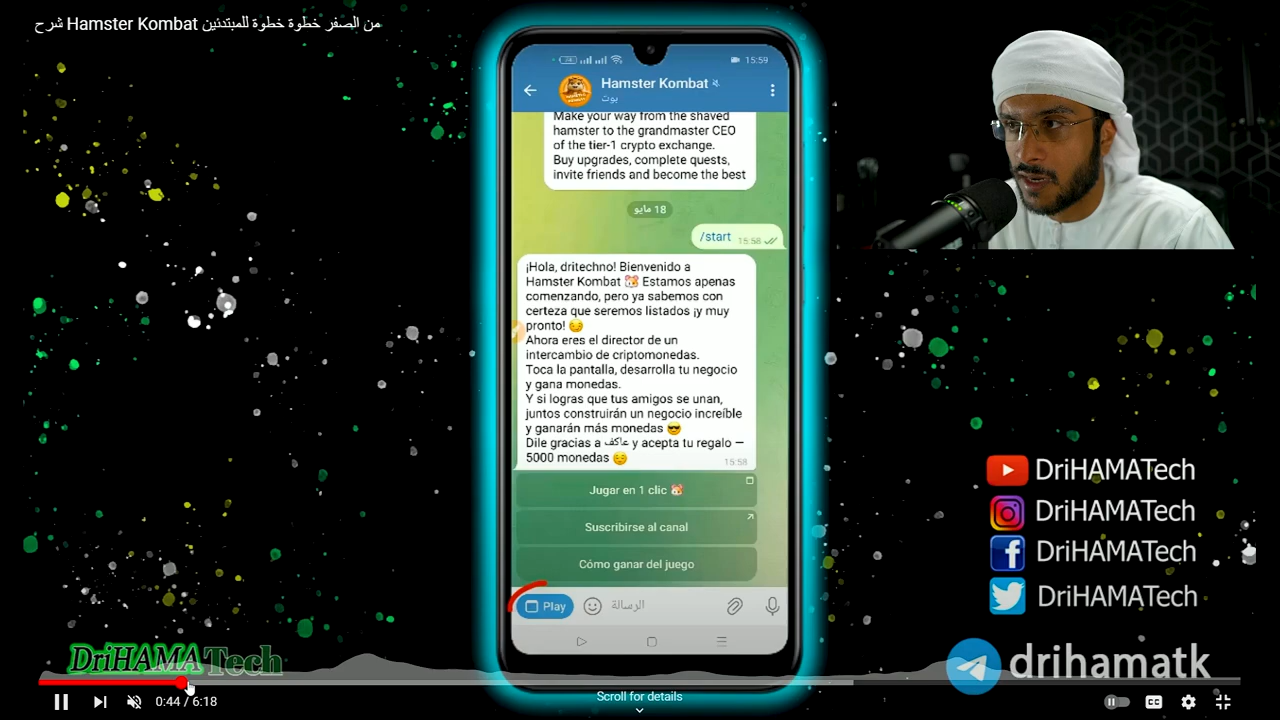 شرح Hamster Kombat من الصفر خطوة خطوة للمبتدئين
15:59
Hamster Kombat
بوت
Make your way from the shaved
hamster to the grandmaster CEO
of the tier-1 crypto exchange.
Buy upgrades, complete quests,
invite friends and become the best
18 مايو
/start 15:58
¡Hola, dritechno! Bienvenido a
Hamster Kombat 🐹 Estamos apenas
comenzando, pero ya sabemos con
certeza que seremos listados ¡y muy
pronto! 😏
Ahora eres el director de un
intercambio de criptomonedas.
Toca la pantalla, desarrolla tu negocio
y gana monedas.
Y si logras que tus amigos se unan,
juntos construirán un negocio increíble
y ganarán más monedas 😎
Dile gracias a عاكف y acepta tu regalo —
5000 monedas 😏
15:58
Jugar en 1 clic 🐹
Suscribirse al canal
Cómo ganar del juego
Play الرسالة
DriHAMATech
DriHAMATech
DriHAMATech
DriHAMATech
drihamatk
DriHAMA Tech
0:44 / 6:18
Scroll for details
CC